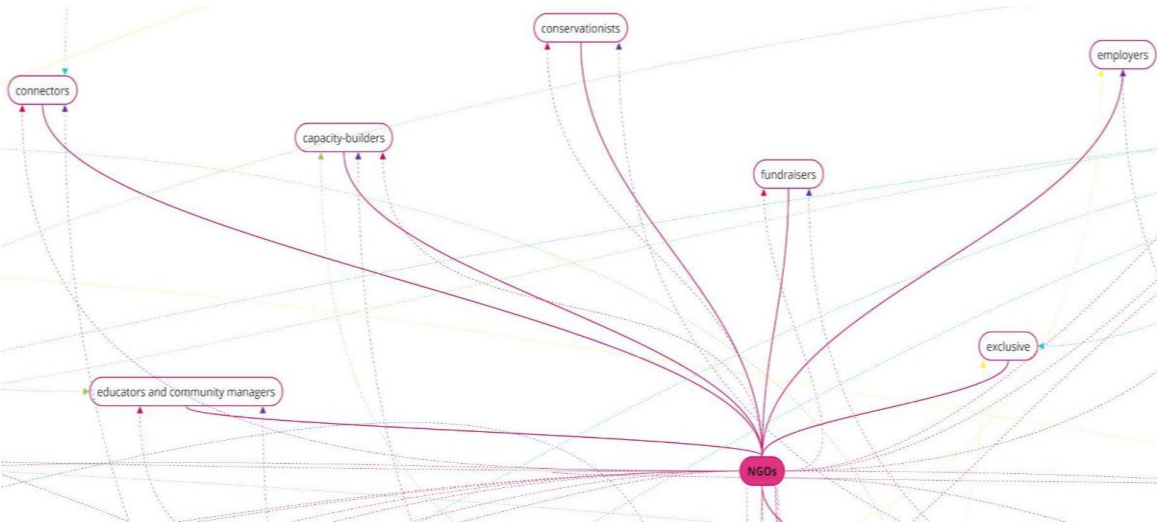 conservationists
employers
connectors
capacity-builders
fundraisers
exclusive
educators and community managers
NGOs